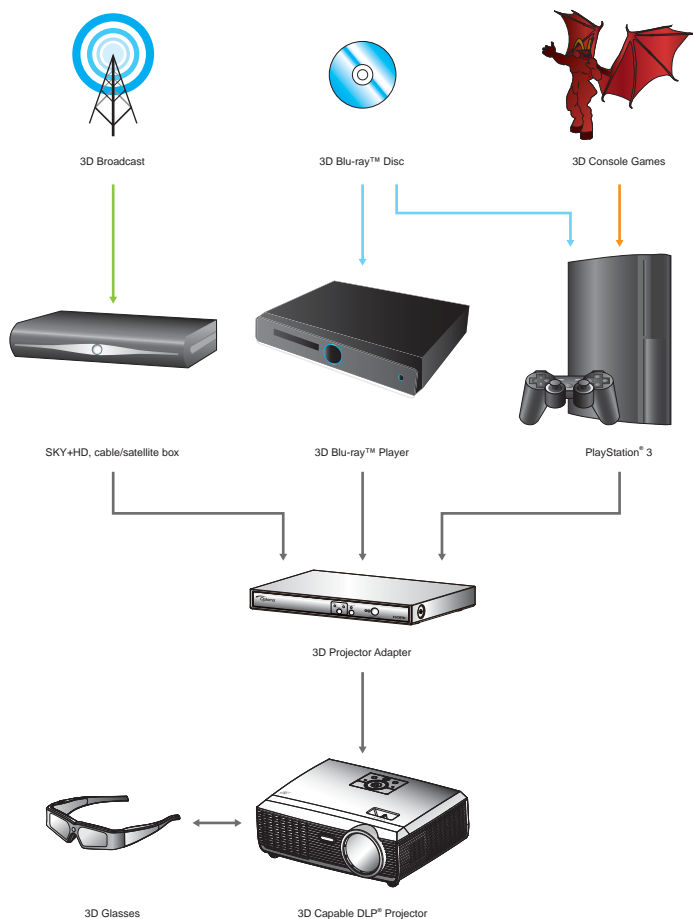 3D Broadcast
3D Blu-ray™ Disc
3D Console Games
SKY+HD, cable/satellite box
3D Blu-ray™ Player
PlayStation® 3
Optoma
3D Projector Adapter
3D Glasses
3D Capable DLP® Projector